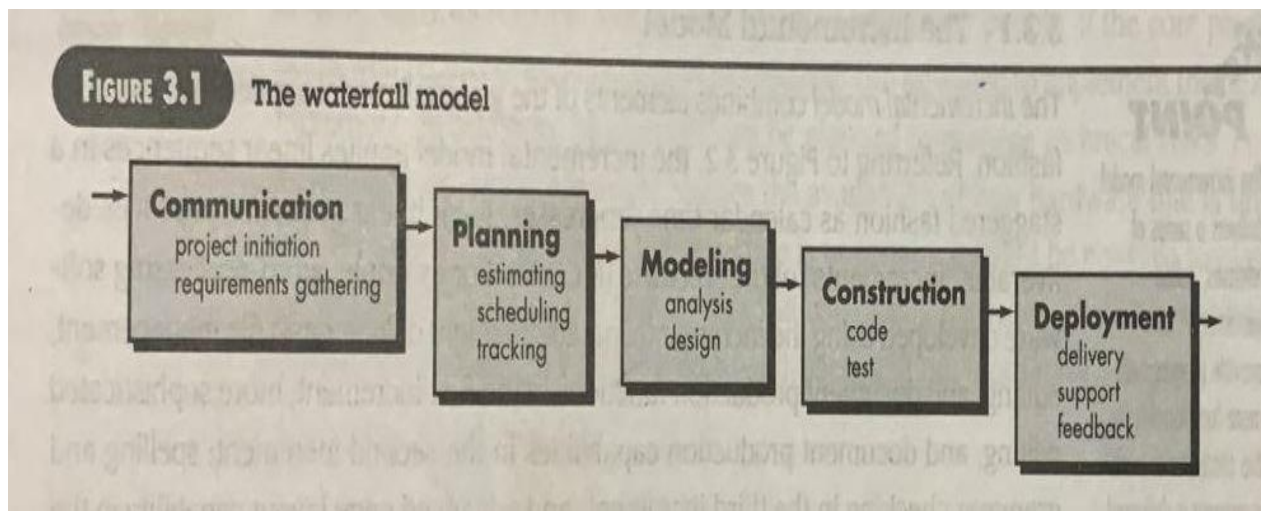 FIGURE 3.1
The waterfall model
Communication
project initiation
requirements gathering
Planning
estimating
scheduling
tracking
Modeling
analysis
design
Construction
code
test
Deployment
delivery
support
feedback